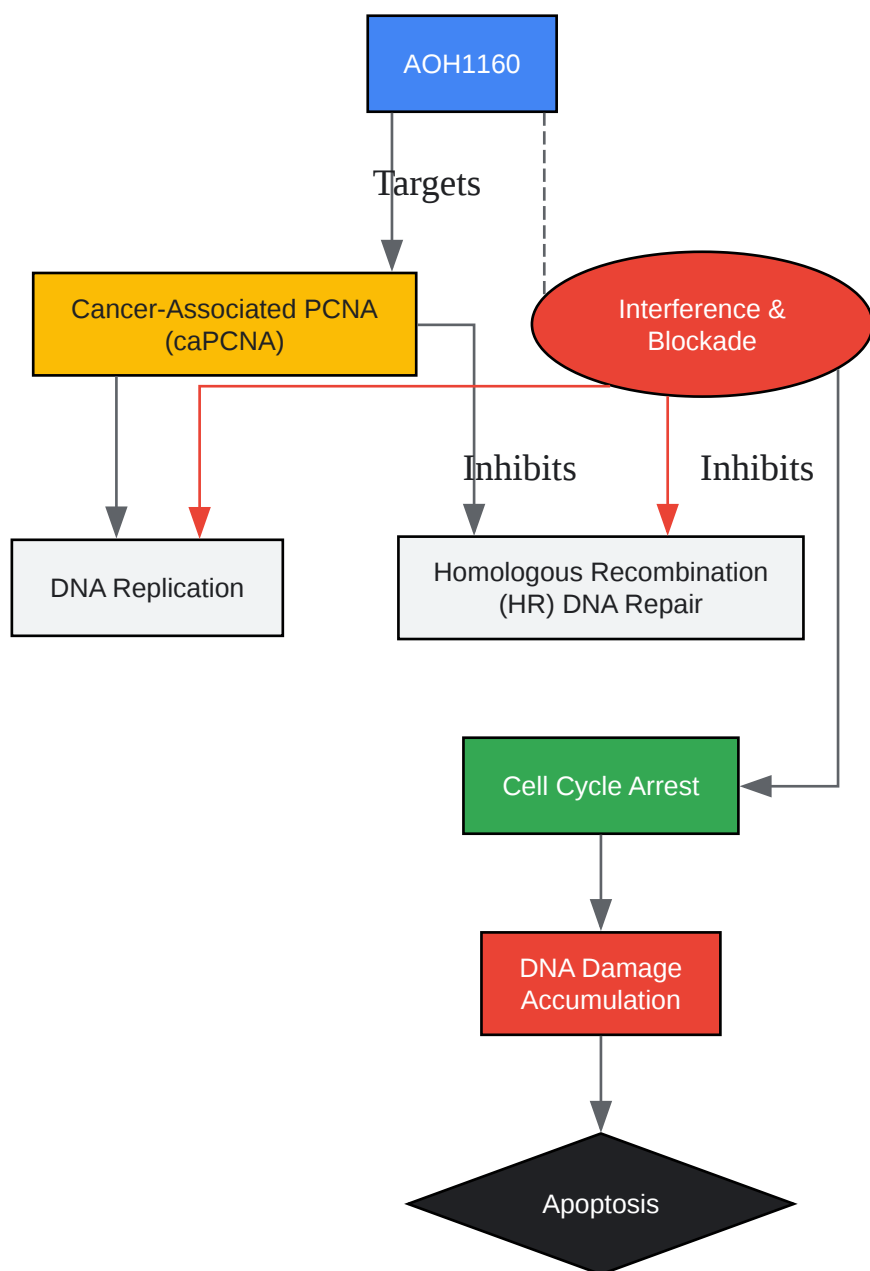 AOH1160
Targets
Cancer-Associated PCNA
(caPCNA)
Interference &
Blockade
Inhibits
Inhibits
DNA Replication
Homologous Recombination
(HR) DNA Repair
Cell Cycle Arrest
DNA Damage
Accumulation
Apoptosis